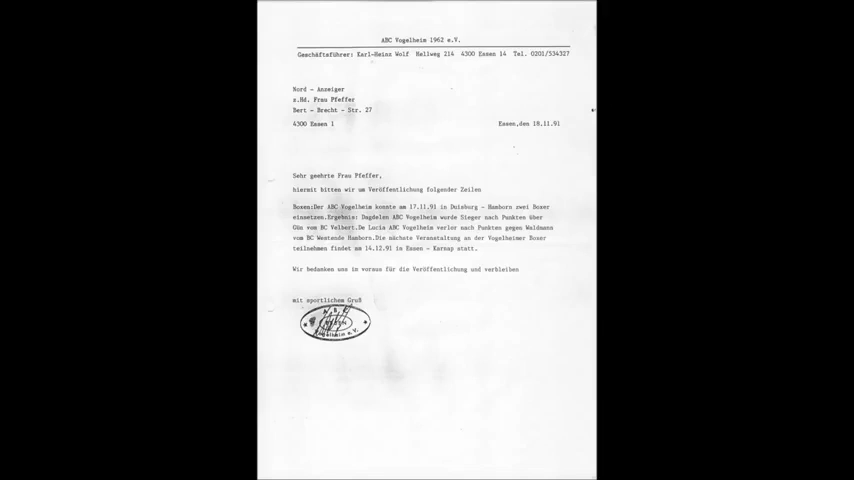 ABC Vogelheim 1962 e.V.
Geschäftsführer: Karl-Heinz Wolf Hellweg 214 4300 Essen 14 Tel. 0201/534327
Nord - Anzeiger
z.Hd. Frau Pfeffer
Bert - Brecht - Str. 27
4300 Essen 1
Essen,den 18.11.91
Sehr geehrte Frau Pfeffer,
hiermit bitten wir um Veröffentlichung folgender Zeilen
Boxen:Der ABC Vogelheim konnte am 17.11.91 in Duisburg - Hamborn zwei Boxer
einsetzen.Ergebnis: Dagdelen ABC Vogelheim wurde Sieger nach Punkten über
Gün vom BC Velbert.De Lucia ABC Vogelheim verlor nach Punkten gegen Waldmann
vom BC Westende Hamborn.Die nächste Veranstaltung an der Vogelheimer Boxer
teilnehmen findet am 14.12.91 in Essen - Karnap statt.
Wir bedanken uns in voraus für die Veröffentlichung und verbleiben
mit sportlichem Gruß
A. B. C.
ESSEN
Vogelheim e.V.